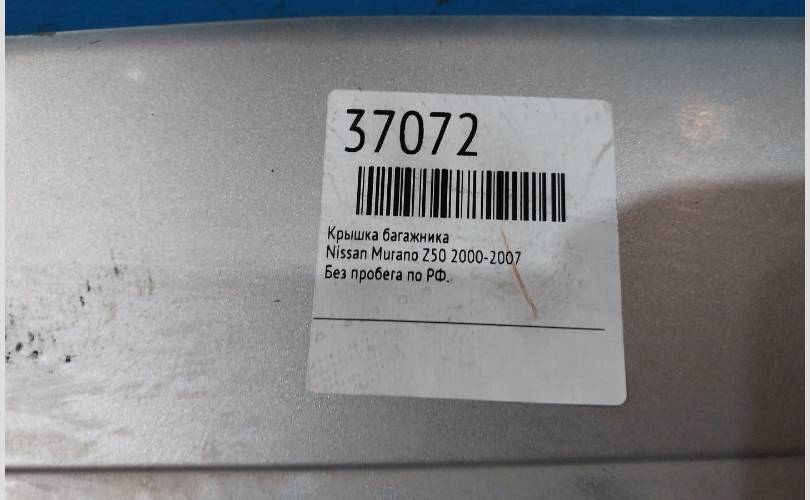 37072
Крышка багажника
Nissan Murano Z50 2000-2007
Без пробега по РФ.